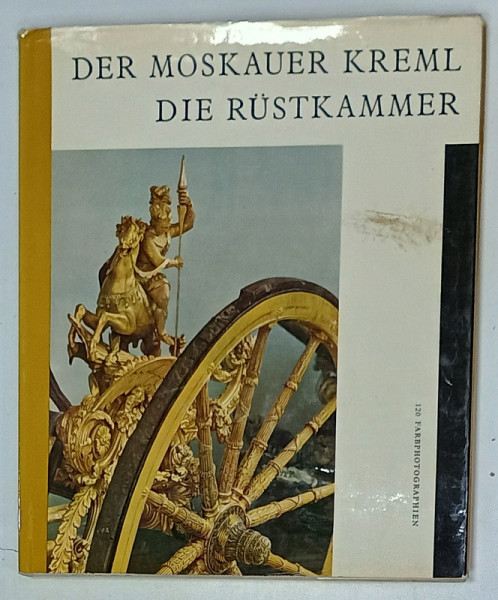 DER MOSKAUER KREML
DIE RÜSTKAMMER
120 FARBPHOTOGRAPHIEN